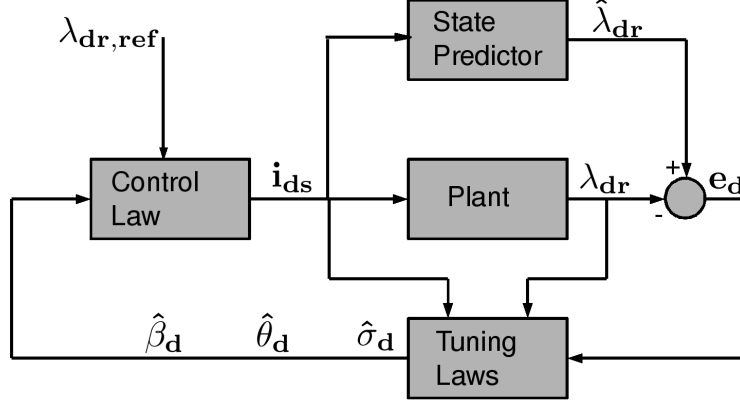 State
Predictor
λ̂dr
λdr,ref
Control
Law
ids
Plant
λdr
+
-
ed
β̂d
θ̂d
σ̂d
Tuning
Laws